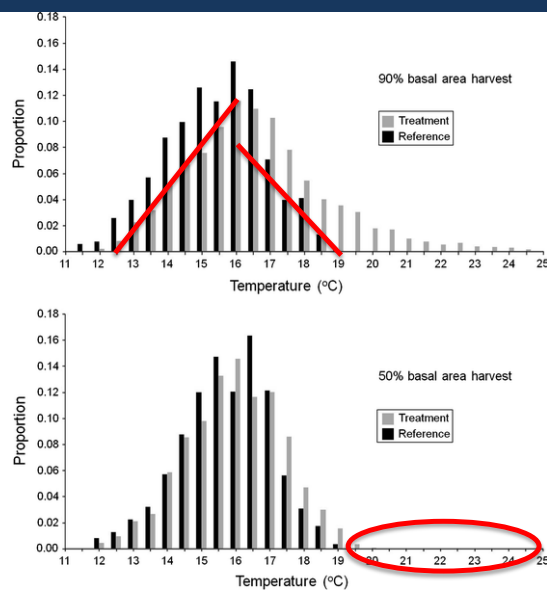 0.18
0.16
0.14
0.12
0.10
0.08
0.06
0.04
0.02
0.00
Proportion
90% basal area harvest
Treatment
Reference
11 12 13 14 15 16 17 18 19 20 21 22 23 24 25
Temperature (oC)
0.18
0.16
0.14
0.12
0.10
0.08
0.06
0.04
0.02
0.00
Proportion
50% basal area harvest
Treatment
Reference
11 12 13 14 15 16 17 18 19 20 21 22 23 24 25
Temperature (oC)